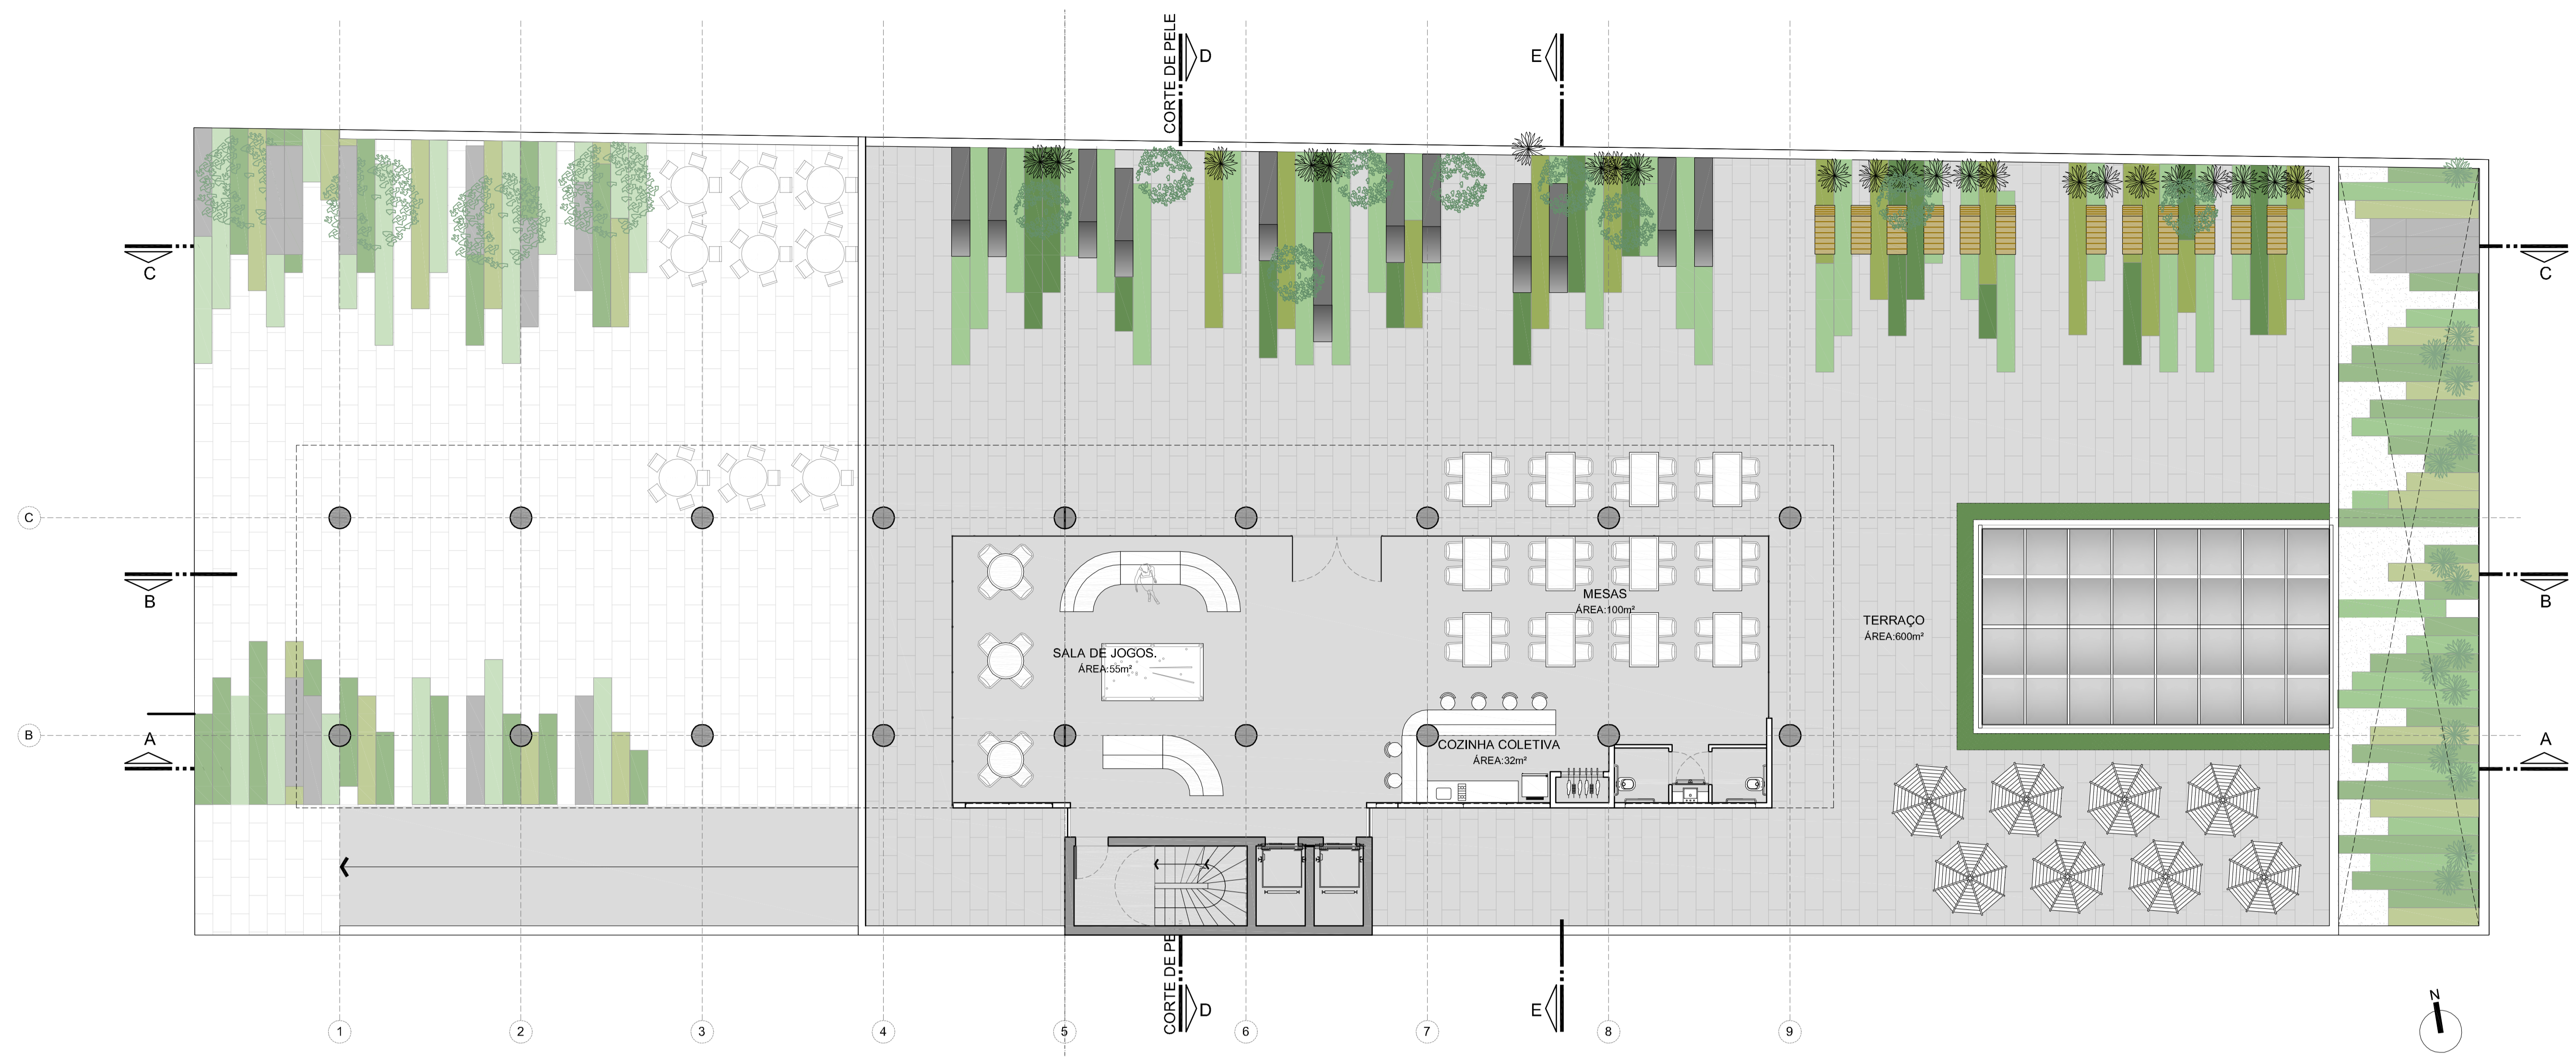 CORTE DE PELE
D
E
C
C
C
B
B
MESAS
ÁREA:100m²
TERRAÇO
ÁREA:600m²
SALA DE JOGOS.
ÁREA:55m²
B
A
A
COZINHA COLETIVA
ÁREA:32m²
CORTE DE PE
D
E
N
1
2
3
4
5
6
7
8
9